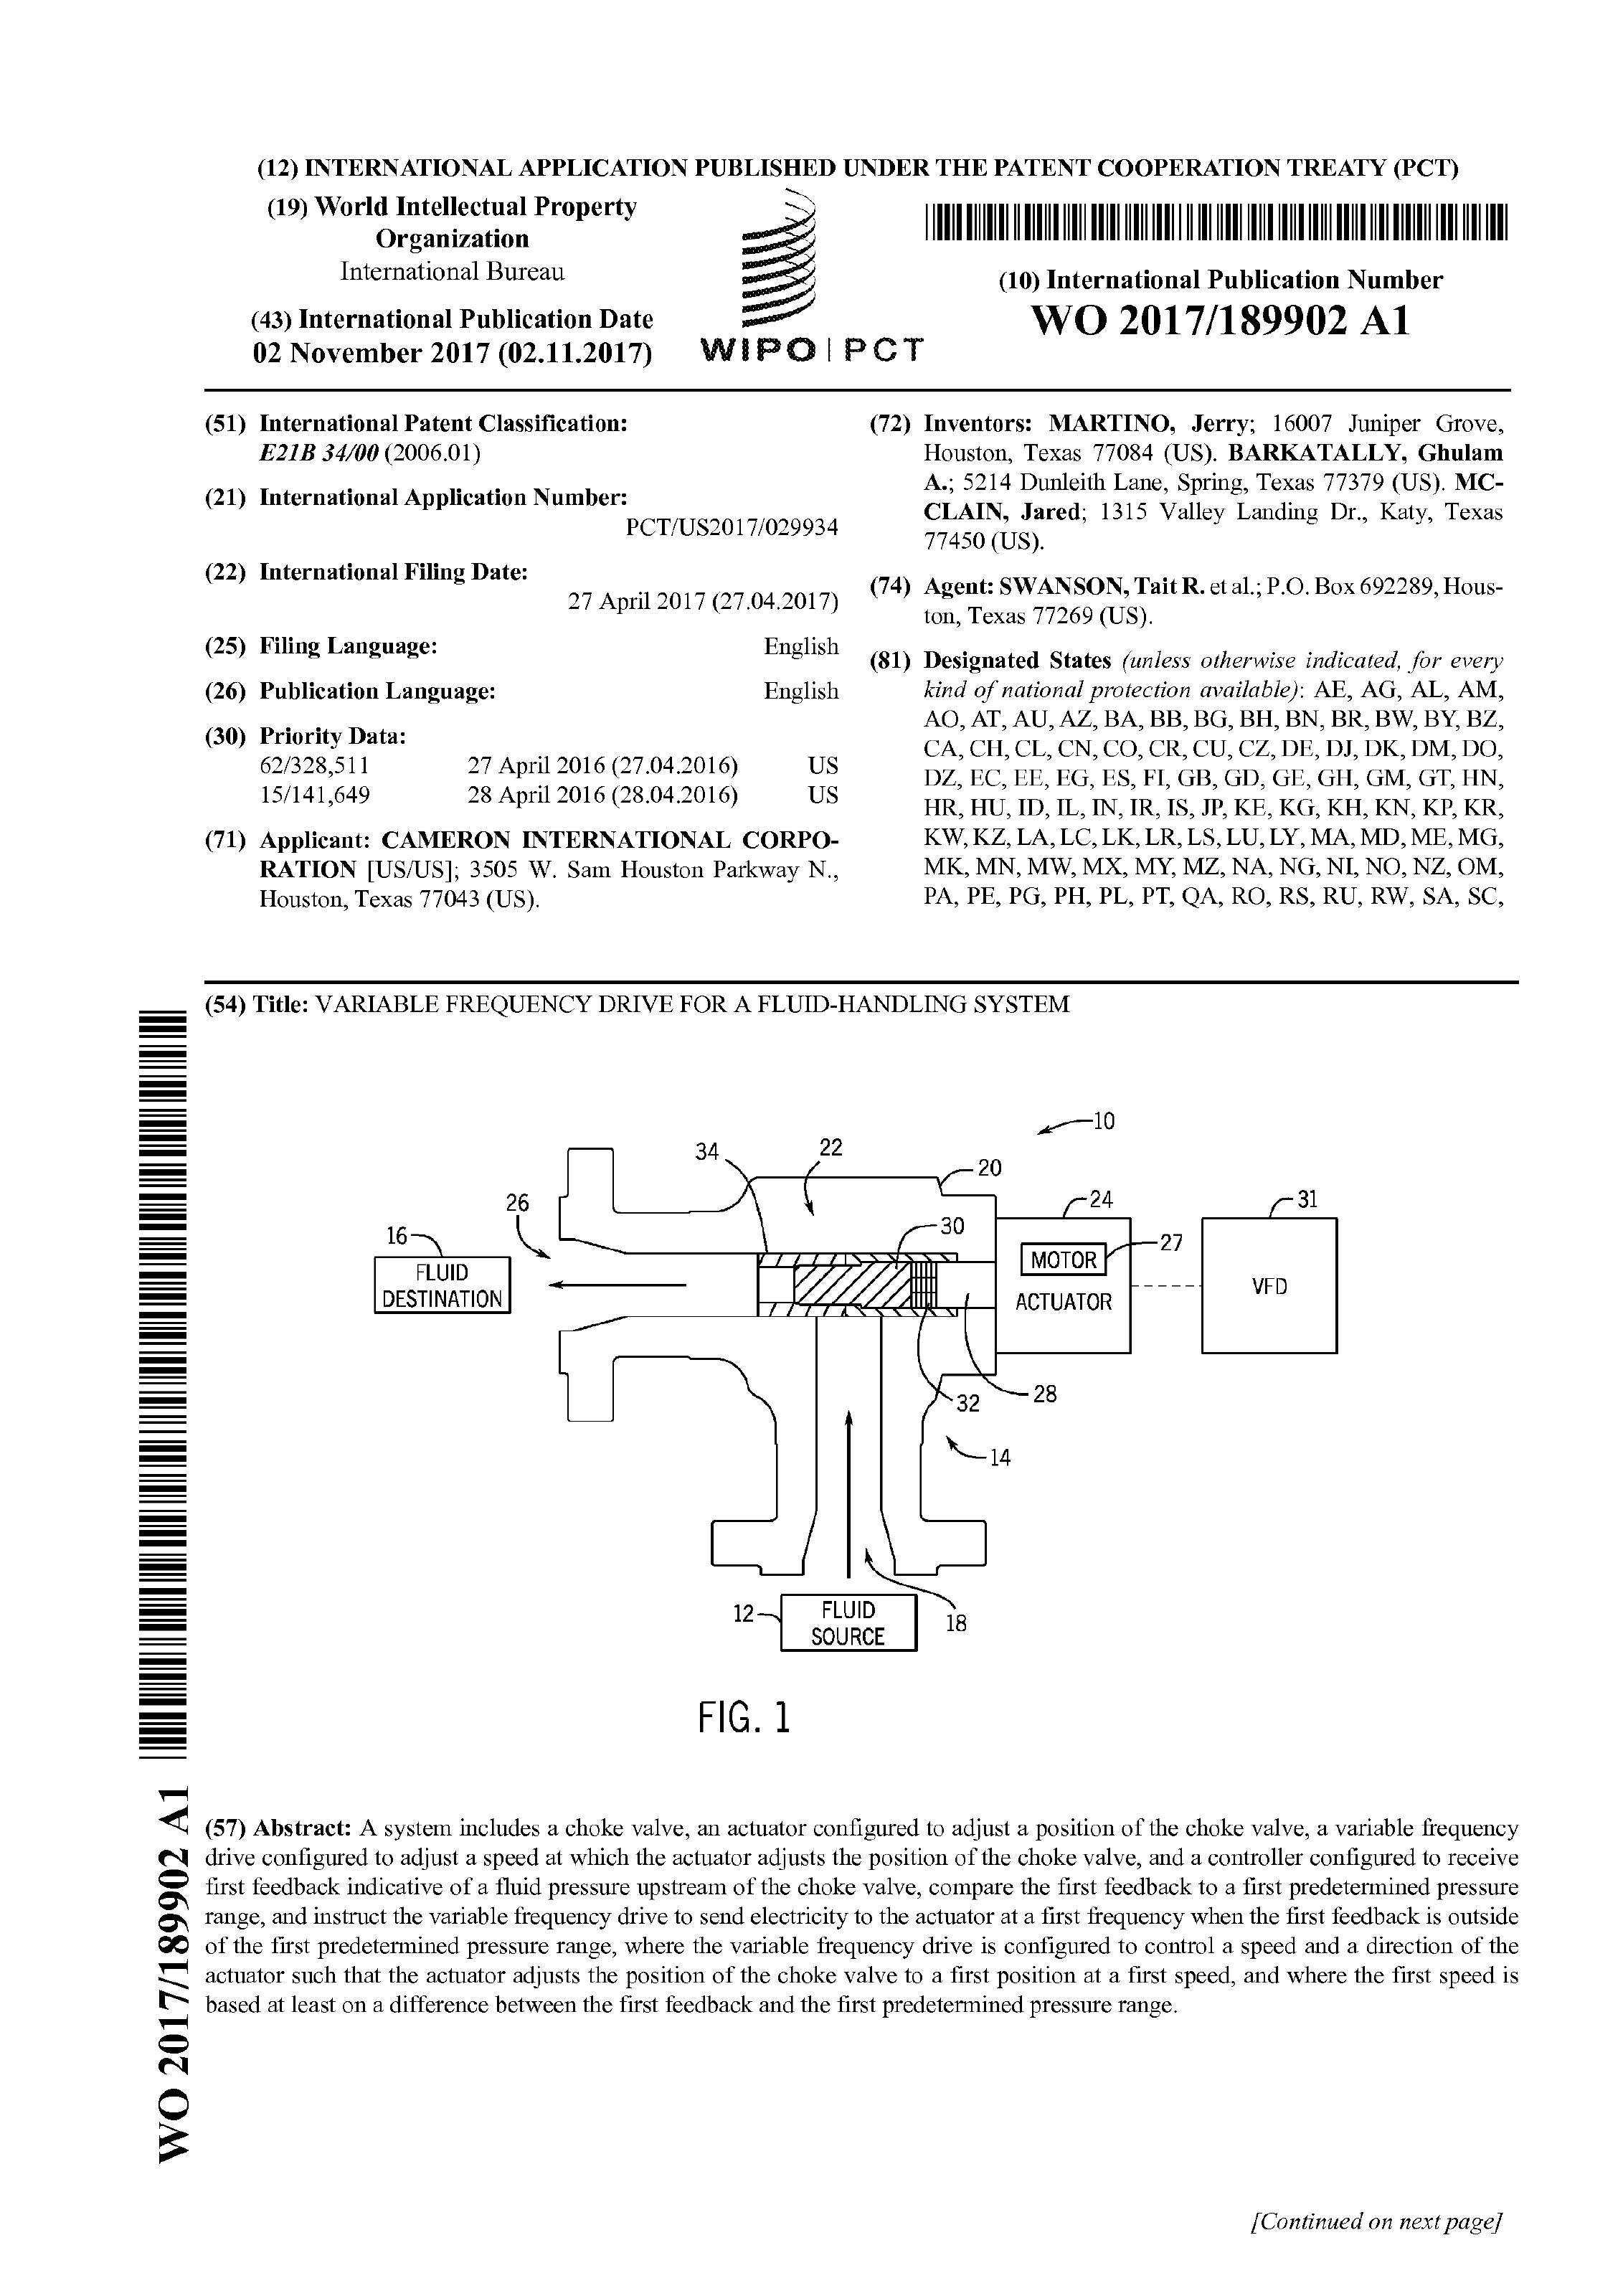 (12) INTERNATIONAL APPLICATION PUBLISHED UNDER THE PATENT COOPERATION TREATY (PCT)
(19) World Intellectual Property
Organization
International Bureau
(43) International Publication Date
02 November 2017 (02.11.2017)
WIPO | PCT
(10) International Publication Number
WO 2017/189902 A1
(51) International Patent Classification:
E21B 34/00 (2006.01)
(21) International Application Number:
PCT/US2017/029934
(22) International Filing Date:
27 April 2017 (27.04.2017)
(25) Filing Language: English
(26) Publication Language: English
(30) Priority Data:
62/328,511 27 April 2016 (27.04.2016) US
15/141,649 28 April 2016 (28.04.2016) US
(71) Applicant: CAMERON INTERNATIONAL CORPO-
RATION [US/US]; 3505 W. Sam Houston Parkway N.,
Houston, Texas 77043 (US).
(72) Inventors: MARTINO, Jerry; 16007 Juniper Grove,
Houston, Texas 77084 (US). BARKATALLY, Ghulam
A.; 5214 Dunleith Lane, Spring, Texas 77379 (US). MC-
CLAIN, Jared; 1315 Valley Landing Dr., Katy, Texas
77450 (US).
(74) Agent: SWANSON, Tait R. et al.; P.O. Box 692289, Hous-
ton, Texas 77269 (US).
(81) Designated States (unless otherwise indicated, for every
kind of national protection available): AE, AG, AL, AM,
AO, AT, AU, AZ, BA, BB, BG, BH, BN, BR, BW, BY, BZ,
CA, CH, CL, CN, CO, CR, CU, CZ, DE, DJ, DK, DM, DO,
DZ, EC, EE, EG, ES, FI, GB, GD, GE, GH, GM, GT, HN,
HR, HU, ID, IL, IN, IR, IS, JP, KE, KG, KH, KN, KP, KR,
KW, KZ, LA, LC, LK, LR, LS, LU, LY, MA, MD, ME, MG,
MK, MN, MW, MX, MY, MZ, NA, NG, NI, NO, NZ, OM,
PA, PE, PG, PH, PL, PT, QA, RO, RS, RU, RW, SA, SC,
(54) Title: VARIABLE FREQUENCY DRIVE FOR A FLUID-HANDLING SYSTEM
10
34
22
20
26
24
31
16
30
27
FLUID
DESTINATION
MOTOR
ACTUATOR
VFD
32
28
14
12
FLUID
SOURCE
18
FIG. 1
(57) Abstract: A system includes a choke valve, an actuator configured to adjust a position of the choke valve, a variable frequency
drive configured to adjust a speed at which the actuator adjusts the position of the choke valve, and a controller configured to receive
first feedback indicative of a fluid pressure upstream of the choke valve, compare the first feedback to a first predetermined pressure
range, and instruct the variable frequency drive to send electricity to the actuator at a first frequency when the first feedback is outside
of the first predetermined pressure range, where the variable frequency drive is configured to control a speed and a direction of the
actuator such that the actuator adjusts the position of the choke valve to a first position at a first speed, and where the first speed is
based at least on a difference between the first feedback and the first predetermined pressure range.
WO 2017/189902 A1
[Continued on next page]